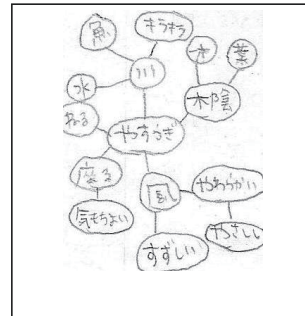 魚
キラキラ
川
木
葉
水
木陰
ねる
やすらぎ
座る
風
やわらかい
気もちよい
すずしい
やさしい